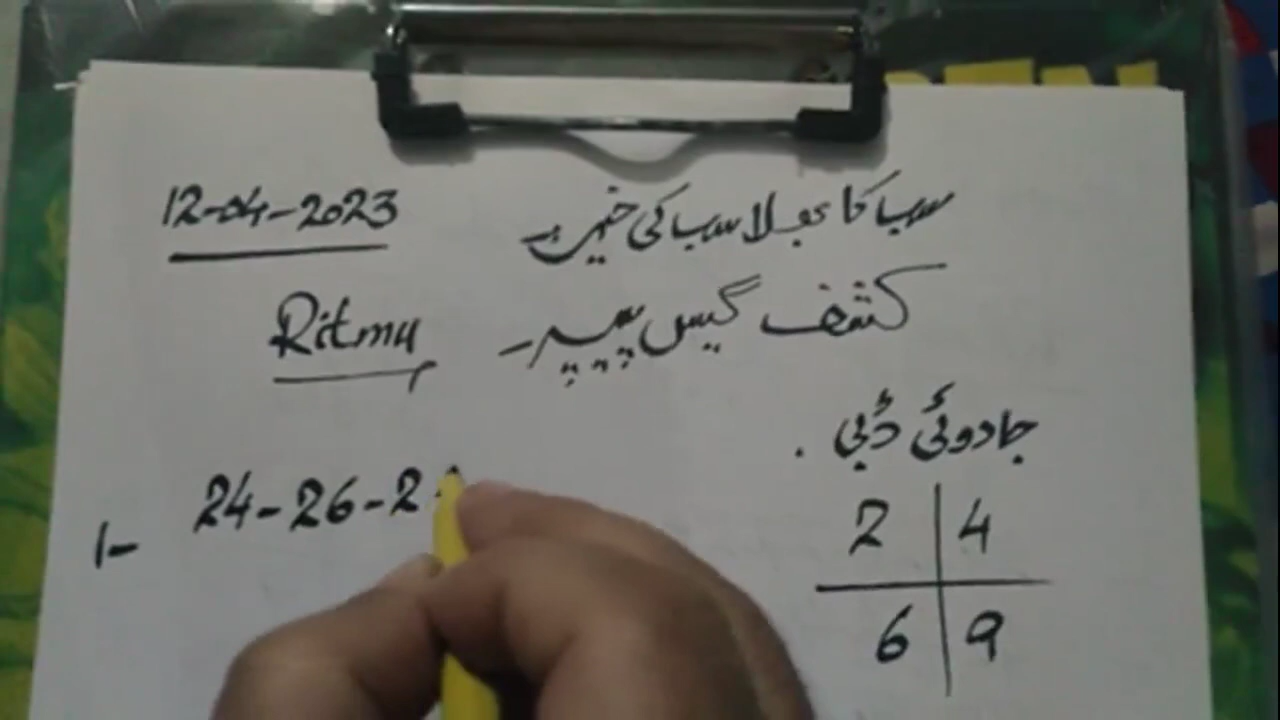 12-04-2023 سب کا بھلا سب کی خیر ہے
Ritmu کشف گیس پیپر۔
جادوئی ڈبی
1- 24-26-2
2 4
6 9